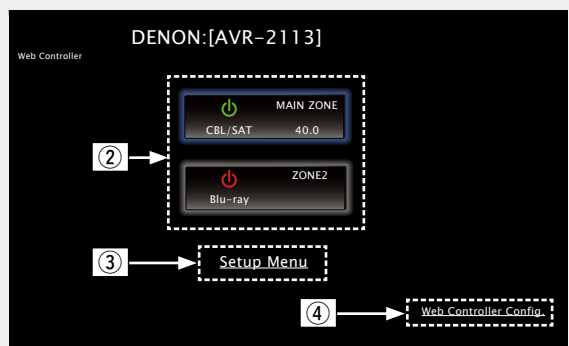 DENON:[AVR-2113]
Web Controller
MAIN ZONE
CBL/SAT 40.0
②
ZONE2
Blu-ray
③ Setup Menu
④ Web Controller Config.